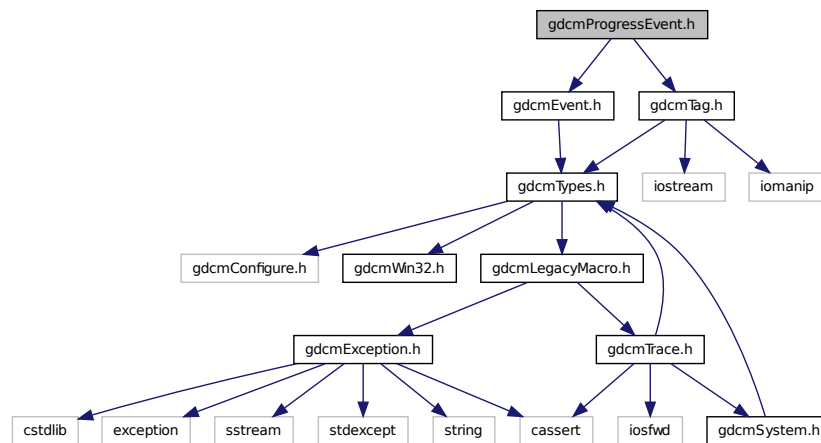 gdcmProgressEvent.h
gdcmEvent.h
gdcmTag.h
gdcmTypes.h
iostream
iomanip
gdcmConfigure.h
gdcmWin32.h
gdcmLegacyMacro.h
gdcmException.h
gdcmTrace.h
cstdlib
exception
sstream
stdexcept
string
cassert
iosfwd
gdcmSystem.h